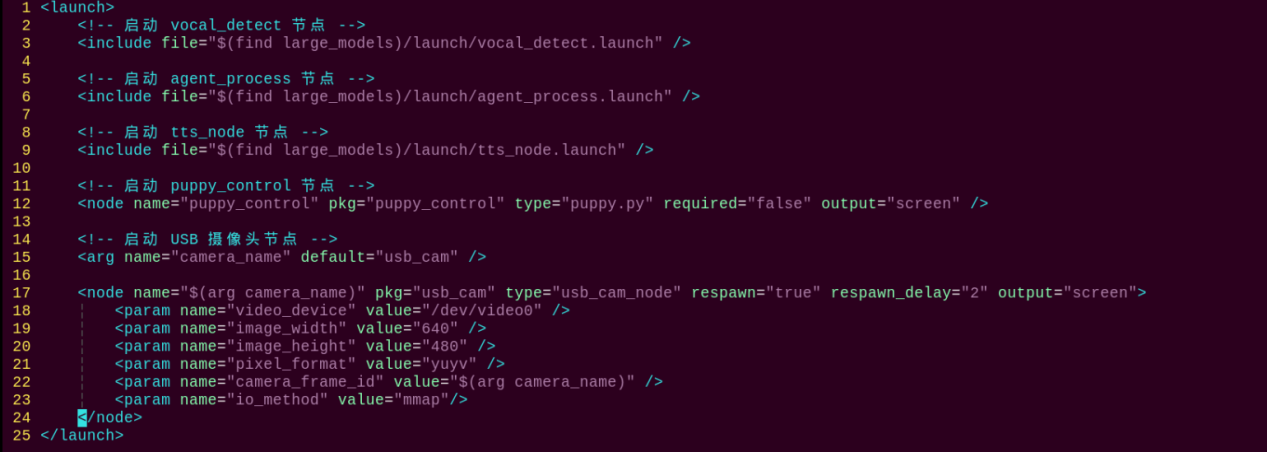 1 <launch>
2     <!-- 启动 vocal_detect 节点 -->
3     <include file="$(find large_models)/launch/vocal_detect.launch" />
4
5     <!-- 启动 agent_process 节点 -->
6     <include file="$(find large_models)/launch/agent_process.launch" />
7
8     <!-- 启动 tts_node 节点 -->
9     <include file="$(find large_models)/launch/tts_node.launch" />
10
11     <!-- 启动 puppy_control 节点 -->
12     <node name="puppy_control" pkg="puppy_control" type="puppy.py" required="false" output="screen" />
13
14     <!-- 启动 USB 摄像头节点 -->
15     <arg name="camera_name" default="usb_cam" />
16
17     <node name="$(arg camera_name)" pkg="usb_cam" type="usb_cam_node" respawn="true" respawn_delay="2" output="screen">
18     ¦   <param name="video_device" value="/dev/video0" />
19     ¦   <param name="image_width" value="640" />
20     ¦   <param name="image_height" value="480" />
21     ¦   <param name="pixel_format" value="yuyv" />
22     ¦   <param name="camera_frame_id" value="$(arg camera_name)" />
23     ¦   <param name="io_method" value="mmap"/>
24     </node>
25 </launch>